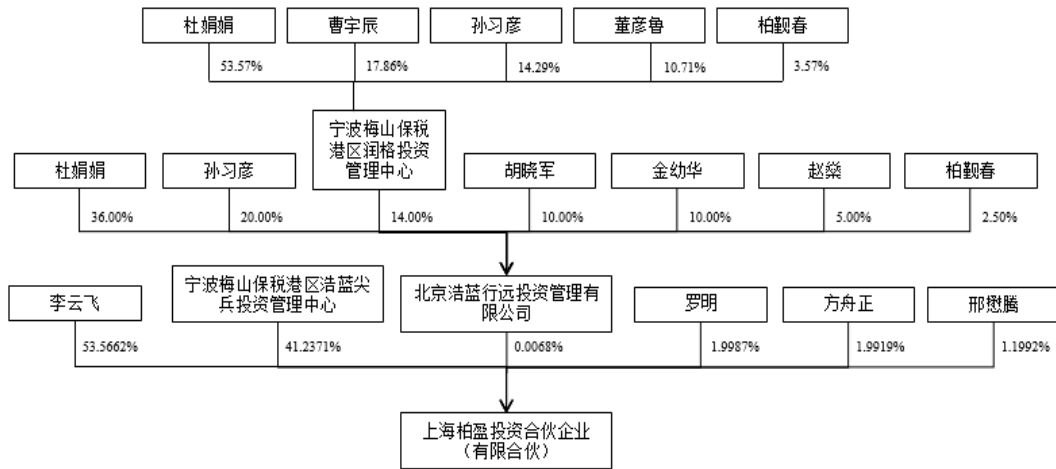 杜娟娟
曹宇辰
孙习彦
董彦鲁
柏觐春
53.57%
17.86%
14.29%
10.71%
3.57%
宁波梅山保税
港区润格投资
管理中心
杜娟娟
孙习彦
胡晓军
金幼华
赵燊
柏觐春
36.00%
20.00%
14.00%
10.00%
10.00%
5.00%
2.50%
李云飞
宁波梅山保税港区浩蓝尖
兵投资管理中心
北京浩蓝行远投资管理有
限公司
罗明
方舟正
邢懋腾
53.5662%
41.2371%
0.0068%
1.9987%
1.9919%
1.1992%
上海柏盈投资合伙企业
（有限合伙）